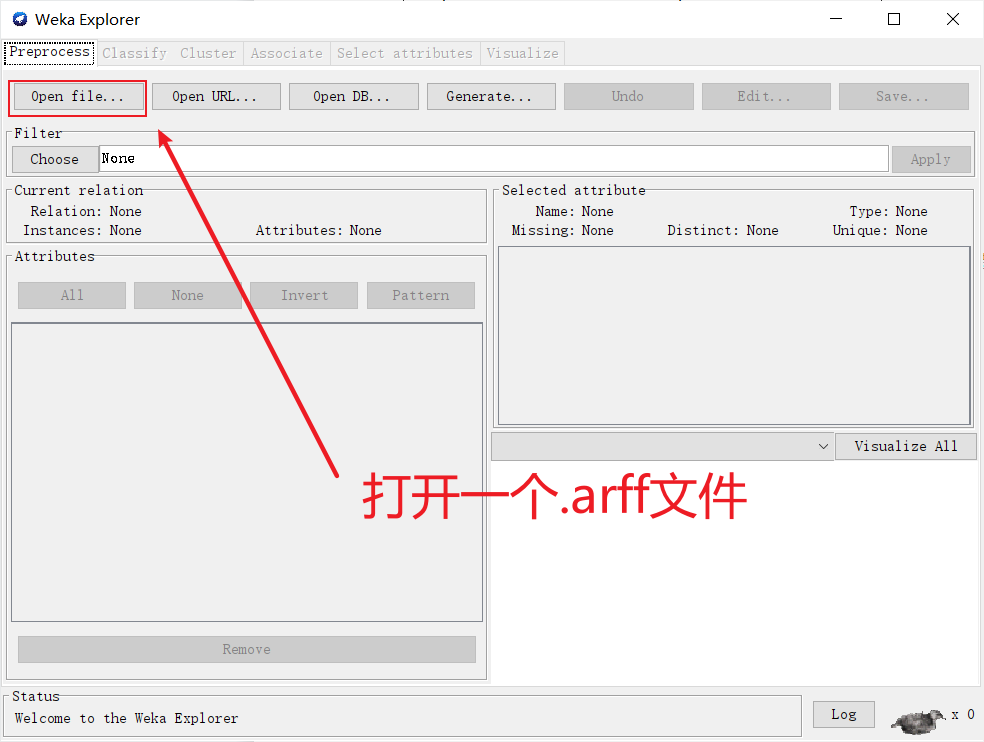 Weka Explorer
Preprocess Classify Cluster Associate Select attributes Visualize
Open file... Open URL... Open DB... Generate... Undo Edit... Save...
Filter
Choose None Apply
Current relation
Relation: None
Instances: None Attributes: None
Selected attribute
Name: None Type: None
Missing: None Distinct: None Unique: None
Attributes
All None Invert Pattern
Visualize All
打开一个.arff文件
Remove
Status
Welcome to the Weka Explorer
Log x 0